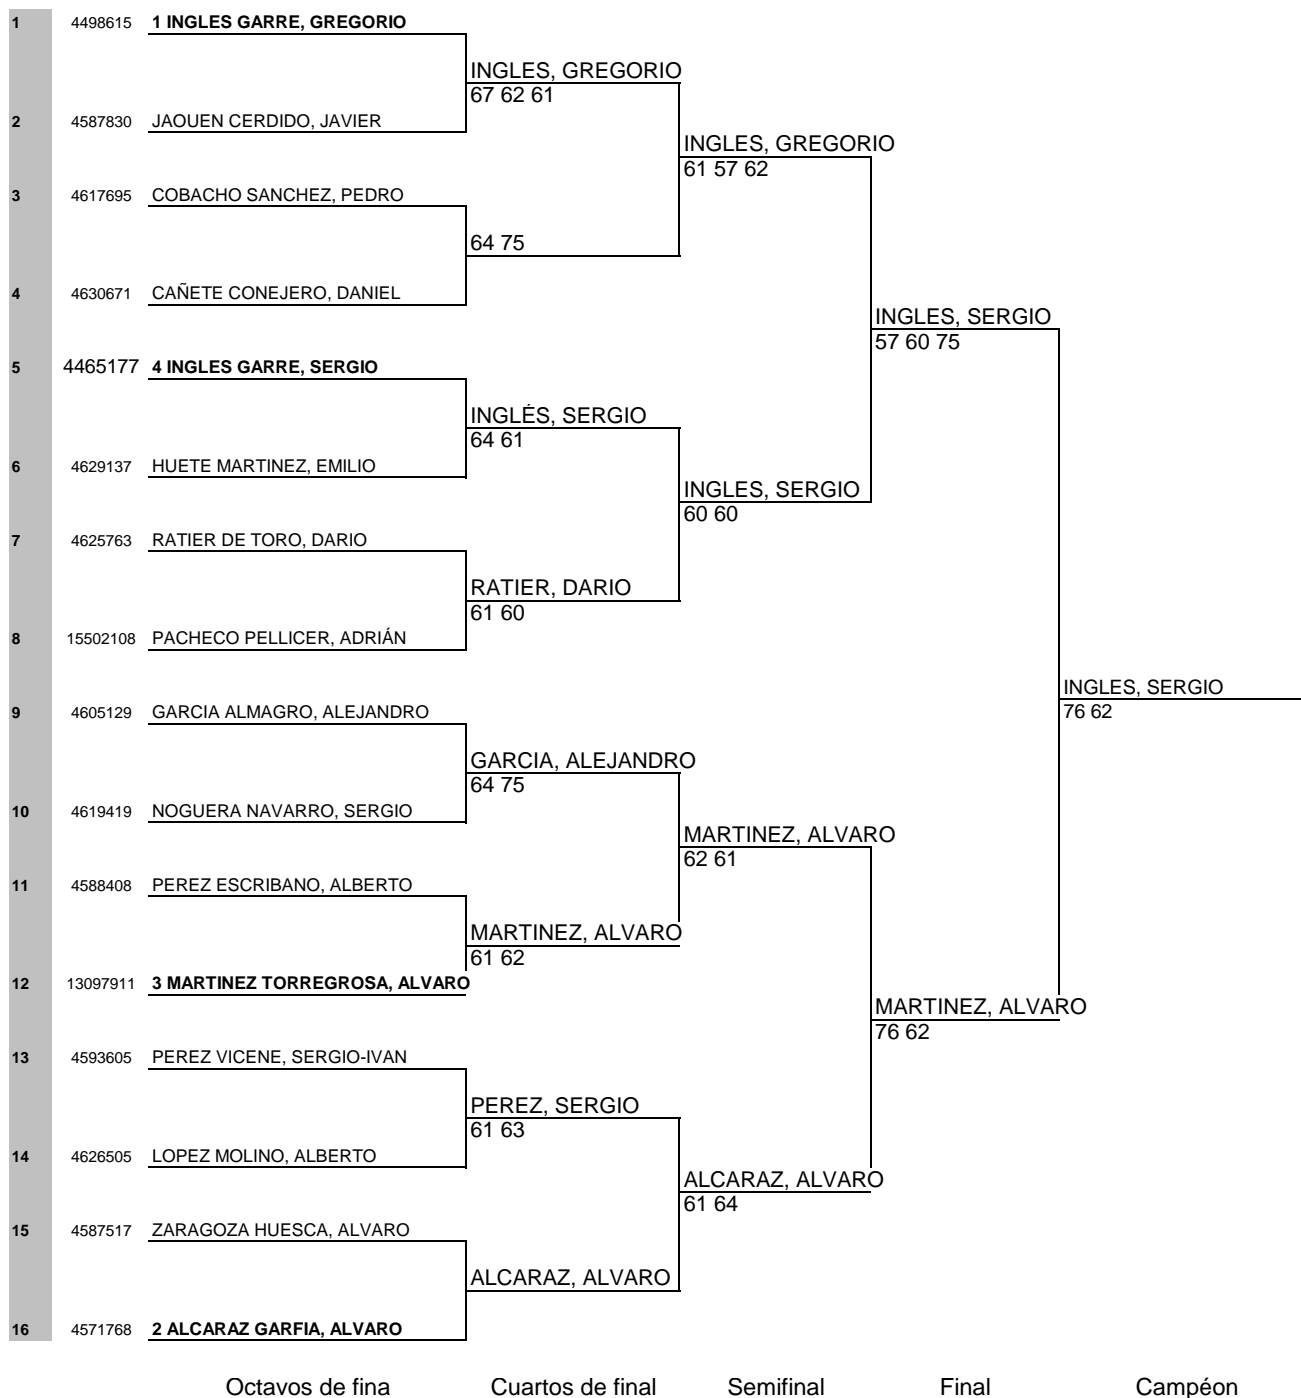 1 4498615 1 INGLES GARRE, GREGORIO
INGLES, GREGORIO
67 62 61
2 4587830 JAOUEN CERDIDO, JAVIER
INGLES, GREGORIO
61 57 62
3 4617695 COBACHO SANCHEZ, PEDRO
64 75
4 4630671 CAÑETE CONEJERO, DANIEL
INGLES, SERGIO
57 60 75
5 4465177 4 INGLES GARRE, SERGIO
INGLÉS, SERGIO
64 61
6 4629137 HUETE MARTINEZ, EMILIO
INGLES, SERGIO
60 60
7 4625763 RATIER DE TORO, DARIO
RATIER, DARIO
61 60
8 15502108 PACHECO PELLICER, ADRIÁN
INGLES, SERGIO
76 62
9 4605129 GARCIA ALMAGRO, ALEJANDRO
GARCIA, ALEJANDRO
64 75
10 4619419 NOGUERA NAVARRO, SERGIO
MARTINEZ, ALVARO
62 61
11 4588408 PEREZ ESCRIBANO, ALBERTO
MARTINEZ, ALVARO
61 62
12 13097911 3 MARTINEZ TORREGROSA, ALVARO
MARTINEZ, ALVARO
76 62
13 4593605 PEREZ VICENE, SERGIO-IVAN
PEREZ, SERGIO
61 63
14 4626505 LOPEZ MOLINO, ALBERTO
ALCARAZ, ALVARO
61 64
15 4587517 ZARAGOZA HUESCA, ALVARO
ALCARAZ, ALVARO
16 4571768 2 ALCARAZ GARFIA, ALVARO
Octavos de fina Cuartos de final Semifinal Final Campéon